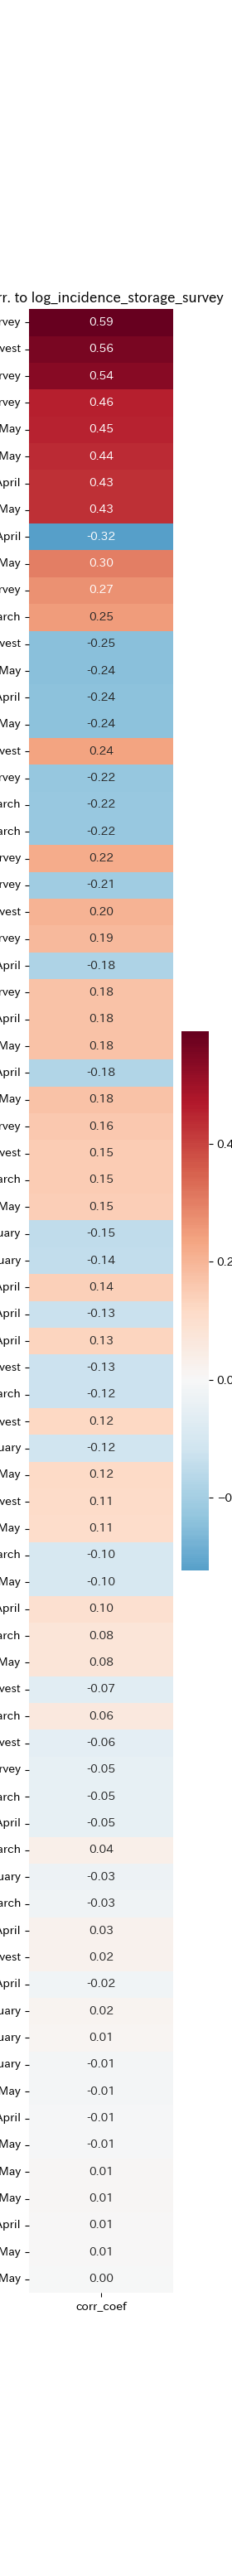 rr. to log_incidence_storage_survey
rvey 0.59
vest 0.56
rvey 0.54
rvey 0.46
May 0.45
May 0.44
April 0.43
May 0.43
April -0.32
May 0.30
rvey 0.27
arch 0.25
vest -0.25
May -0.24
April -0.24
May -0.24
vest 0.24
rvey -0.22
arch -0.22
arch -0.22
rvey 0.22
rvey -0.21
vest 0.20
rvey 0.19
April -0.18
rvey 0.18
April 0.18
May 0.18
April -0.18
May 0.18
rvey 0.16
vest 0.15
arch 0.15
May 0.15
uary -0.15
uary -0.14
April 0.14
April -0.13
April 0.13
vest -0.13
arch -0.12
vest 0.12
uary -0.12
May 0.12
vest 0.11
May 0.11
arch -0.10
May -0.10
April 0.10
arch 0.08
May 0.08
vest -0.07
arch 0.06
vest -0.06
rvey -0.05
arch -0.05
April -0.05
arch 0.04
uary -0.03
arch -0.03
April 0.03
vest 0.02
April -0.02
uary 0.02
uary 0.01
uary -0.01
May -0.01
April -0.01
May -0.01
May 0.01
May 0.01
April 0.01
May 0.01
May 0.00
corr_coef
0.4
0.2
0.0
−0